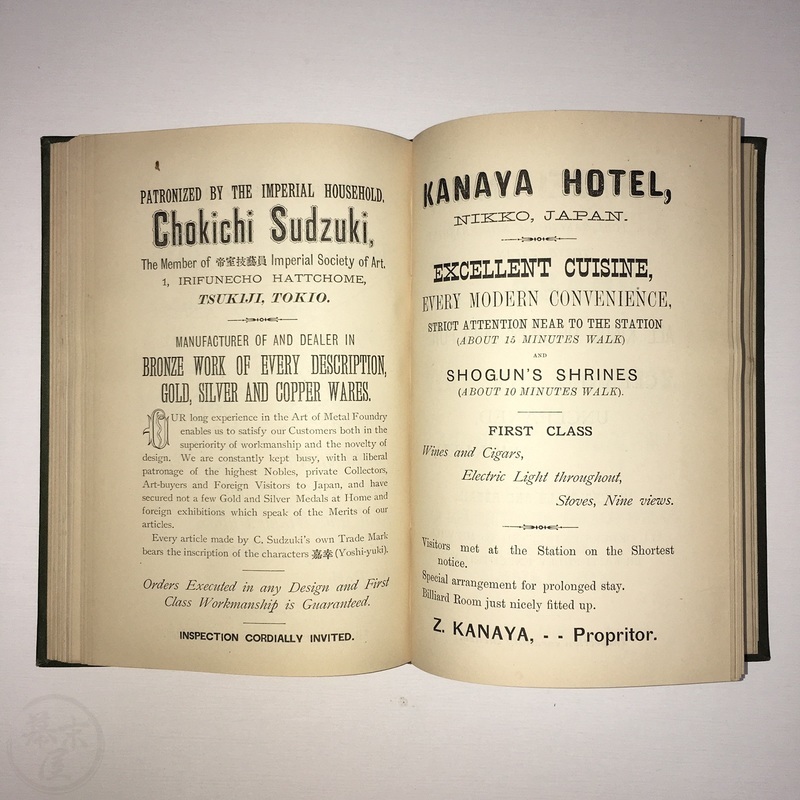 PATRONIZED BY THE IMPERIAL HOUSEHOLD.
Chokichi Sudzuki,
The Member of 帝室技藝員 Imperial Society of Art.
1, IRIFUNECHO HATTCHOME,
TSUKIJI, TOKIO.
MANUFACTURER OF AND DEALER IN
BRONZE WORK OF EVERY DESCRIPTION,
GOLD, SILVER AND COPPER WARES.
OUR long experience in the Art of Metal Foundry
enables us to satisfy our Customers both in the
superiority of workmanship and the novelty of
design. We are constantly kept busy, with a liberal
patronage of the highest Nobles, private Collectors,
Art-buyers and Foreign Visitors to Japan, and have
secured not a few Gold and Silver Medals at Home and
foreign exhibitions which speak of the Merits of our
articles.
Every article made by C. Sudzuki's own Trade Mark
bears the inscription of the characters 嘉幸 (Yoshi-yuki).
Orders Executed in any Design and First
Class Workmanship is Guaranteed.
INSPECTION CORDIALLY INVITED.
KANAYA HOTEL,
NIKKO, JAPAN.
EXCELLENT CUISINE,
EVERY MODERN CONVENIENCE,
STRICT ATTENTION NEAR TO THE STATION
(ABOUT 15 MINUTES WALK)
AND
SHOGUN'S SHRINES
(ABOUT 10 MINUTES WALK).
FIRST CLASS
Wines and Cigars,
Electric Light throughout,
Stoves, Nine views.
Visitors met at the Station on the Shortest
notice.
Special arrangement for prolonged stay.
Billiard Room just nicely fitted up.
Z. KANAYA, - - Propritor.